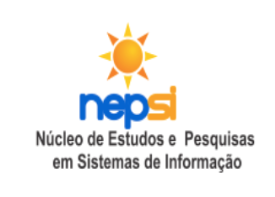 nepsi
Núcleo de Estudos e Pesquisas
em Sistemas de Informação